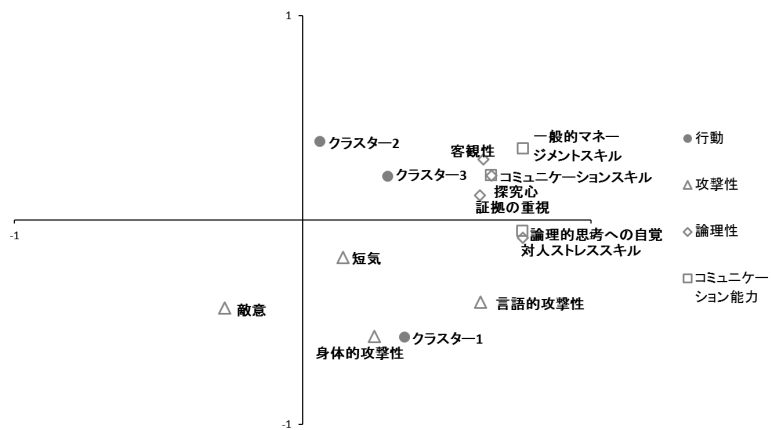 1
クラスター2
客観性
一般的マネー
ジメントスキル
行動
クラスター3
コミュニケーションスキル
探究心
証拠の重視
攻撃性
-1
1
論理的思考への自覚
対人ストレススキル
論理性
短気
敵意
言語的攻撃性
コミュニケー
ション能力
身体的攻撃性
クラスター1
-1